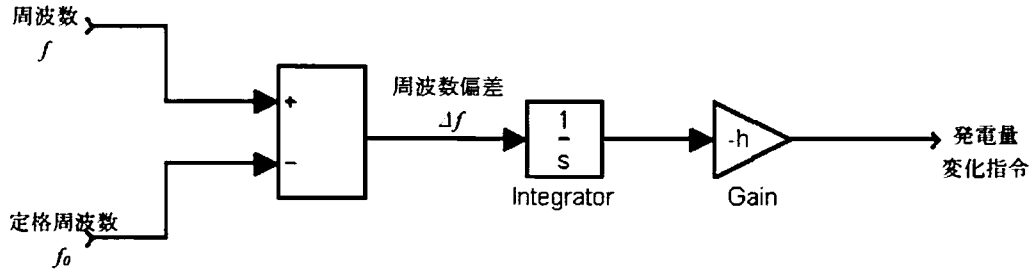 周波数
f
定格周波数
f₀
+
−
周波数偏差
Δf
1
s
Integrator
-h
Gain
発電量
変化指令